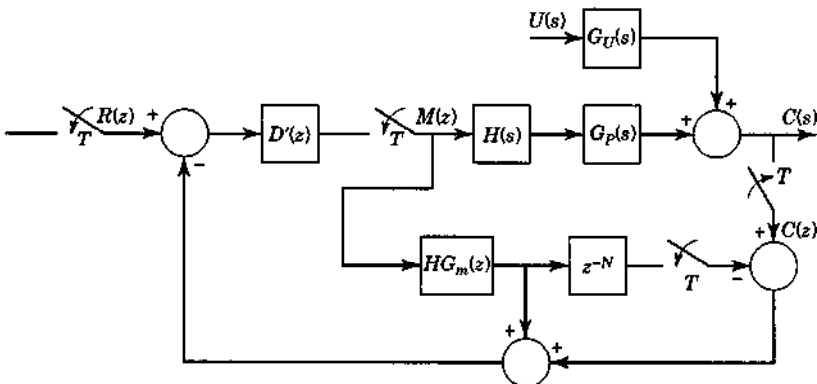 U(s)
G_U(s)
+
R(z)
+
T
D'(z)
-
T
M(z)
H(s)
G_P(s)
+
C(s)
T
HG_m(z)
z^{-N}
T
+
C(z)
-
+
+